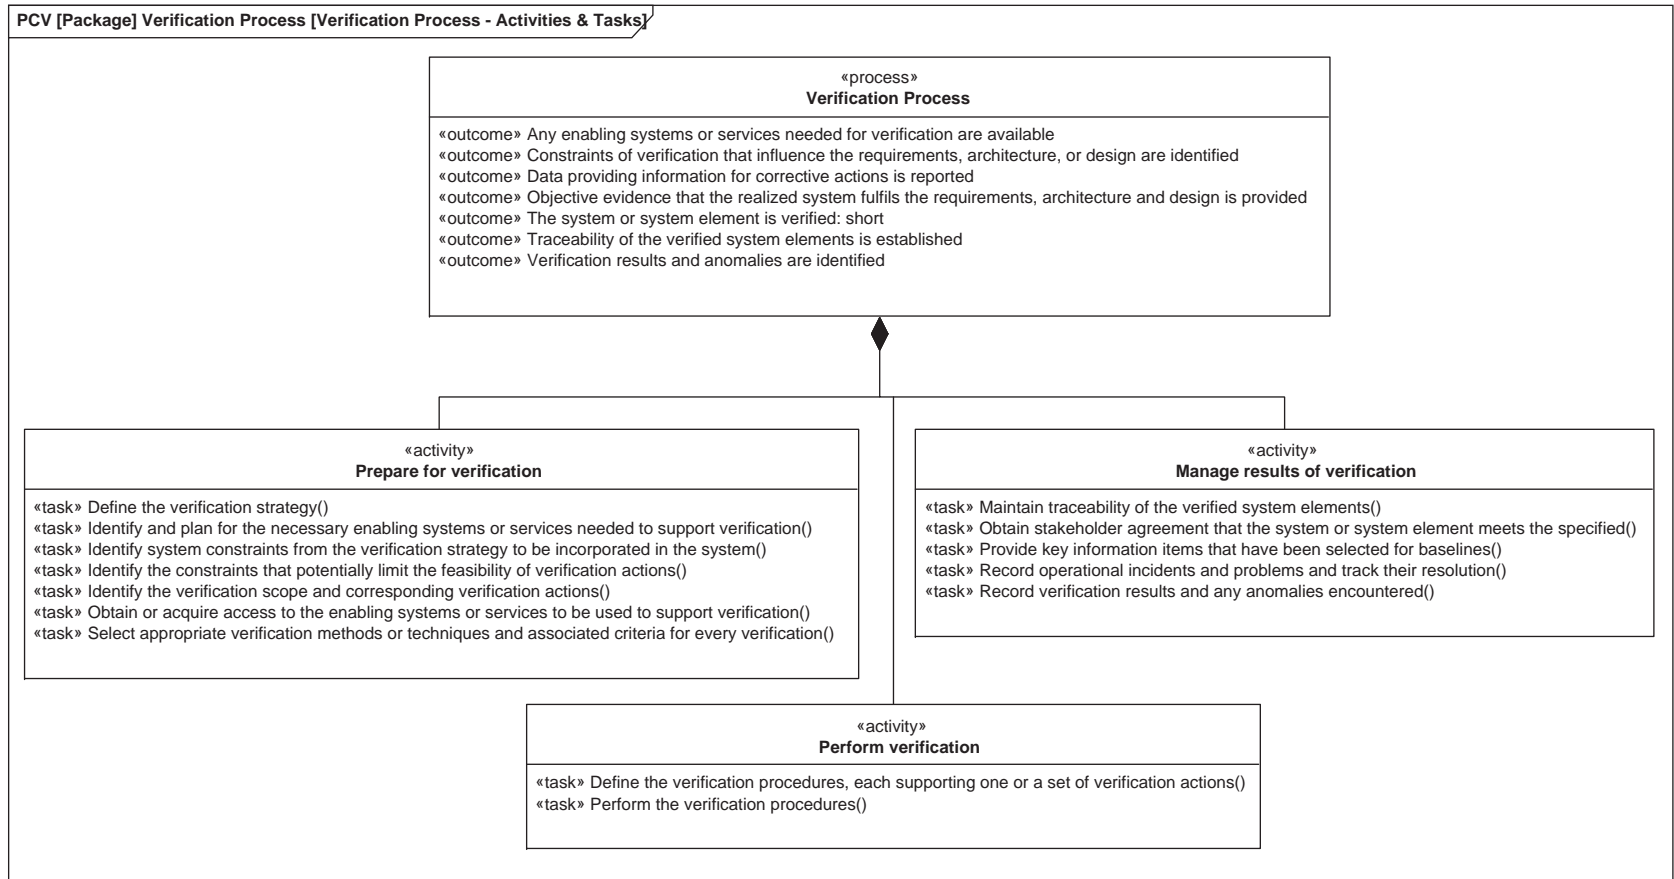 PCV [Package] Verification Process [Verification Process - Activities & Tasks]
«process»
Verification Process
«outcome» Any enabling systems or services needed for verification are available
«outcome» Constraints of verification that influence the requirements, architecture, or design are identified
«outcome» Data providing information for corrective actions is reported
«outcome» Objective evidence that the realized system fulfils the requirements, architecture and design is provided
«outcome» The system or system element is verified: short
«outcome» Traceability of the verified system elements is established
«outcome» Verification results and anomalies are identified
«activity»
Prepare for verification
«task» Define the verification strategy()
«task» Identify and plan for the necessary enabling systems or services needed to support verification()
«task» Identify system constraints from the verification strategy to be incorporated in the system()
«task» Identify the constraints that potentially limit the feasibility of verification actions()
«task» Identify the verification scope and corresponding verification actions()
«task» Obtain or acquire access to the enabling systems or services to be used to support verification()
«task» Select appropriate verification methods or techniques and associated criteria for every verification()
«activity»
Manage results of verification
«task» Maintain traceability of the verified system elements()
«task» Obtain stakeholder agreement that the system or system element meets the specified()
«task» Provide key information items that have been selected for baselines()
«task» Record operational incidents and problems and track their resolution()
«task» Record verification results and any anomalies encountered()
«activity»
Perform verification
«task» Define the verification procedures, each supporting one or a set of verification actions()
«task» Perform the verification procedures()